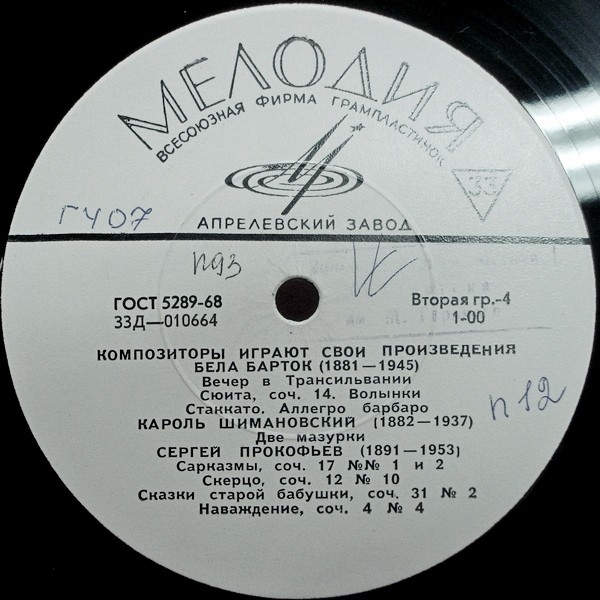 МЕЛОДИЯ
ВСЕСОЮЗНАЯ ФИРМА ГРАМПЛАСТИНОК
33
АПРЕЛЕВСКИЙ ЗАВОД
ГЧ07
п93
ГОСТ 5289-68
33Д—010664
Вторая гр.-4
1-00
КОМПОЗИТОРЫ ИГРАЮТ СВОИ ПРОИЗВЕДЕНИЯ
БЕЛА БАРТОК (1881—1945)
Вечер в Трансильвании
Сюита, соч. 14. Волынки
Стаккато. Аллегро барбаро
КАРОЛЬ ШИМАНОВСКИЙ (1882—1937)
Две мазурки
СЕРГЕЙ ПРОКОФЬЕВ (1891—1953)
Сарказмы, соч. 17 №№ 1 и 2
Скерцо, соч. 12 № 10
Сказки старой бабушки, соч. 31 № 2
Наваждение, соч. 4 № 4
п12